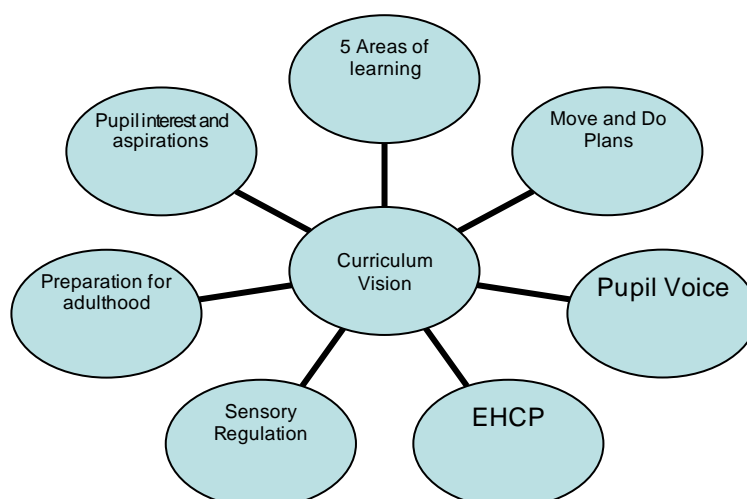 5 Areas of
learning
Pupil interest and
aspirations
Move and Do
Plans
Curriculum
Vision
Preparation for
adulthood
Pupil Voice
Sensory
Regulation
EHCP